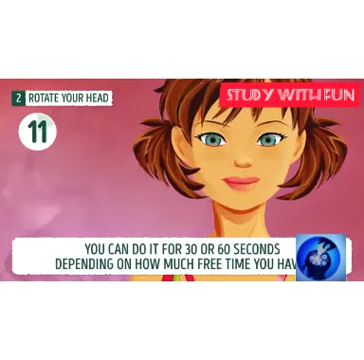 2 ROTATE YOUR HEAD
STUDY WITH FUN
11
YOU CAN DO IT FOR 30 OR 60 SECONDS
DEPENDING ON HOW MUCH FREE TIME YOU HAV